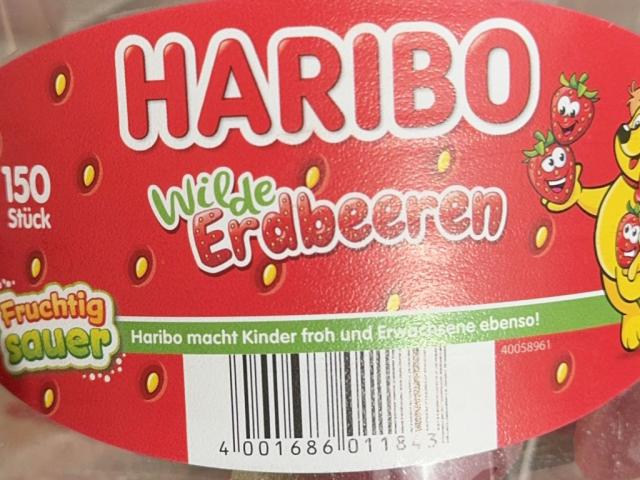 HARIBO
150
Stück
Wilde
Erdbeeren
Fruchtig
sauer
Haribo macht Kinder froh und Erwachsene ebenso!
40058961
4 001686 011843